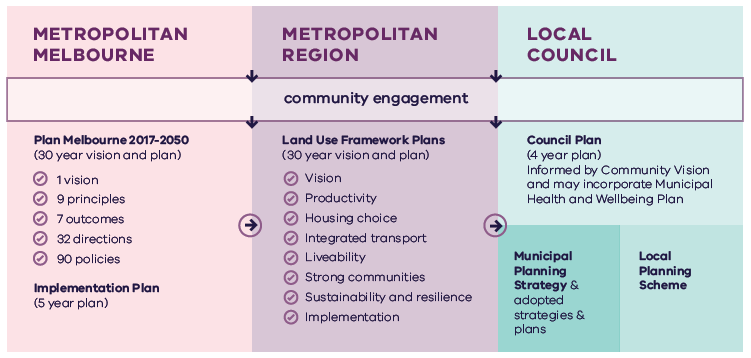 METROPOLITAN
MELBOURNE
METROPOLITAN
REGION
LOCAL
COUNCIL
community engagement
Plan Melbourne 2017-2050
(30 year vision and plan)
1 vision
9 principles
7 outcomes
32 directions
90 policies
Implementation Plan
(5 year plan)
Land Use Framework Plans
(30 year vision and plan)
Vision
Productivity
Housing choice
Integrated transport
Liveability
Strong communities
Sustainability and resilience
Implementation
Council Plan
(4 year plan)
Informed by Community Vision
and may incorporate Municipal
Health and Wellbeing Plan
Municipal
Planning
Strategy &
adopted
strategies &
plans
Local
Planning
Scheme